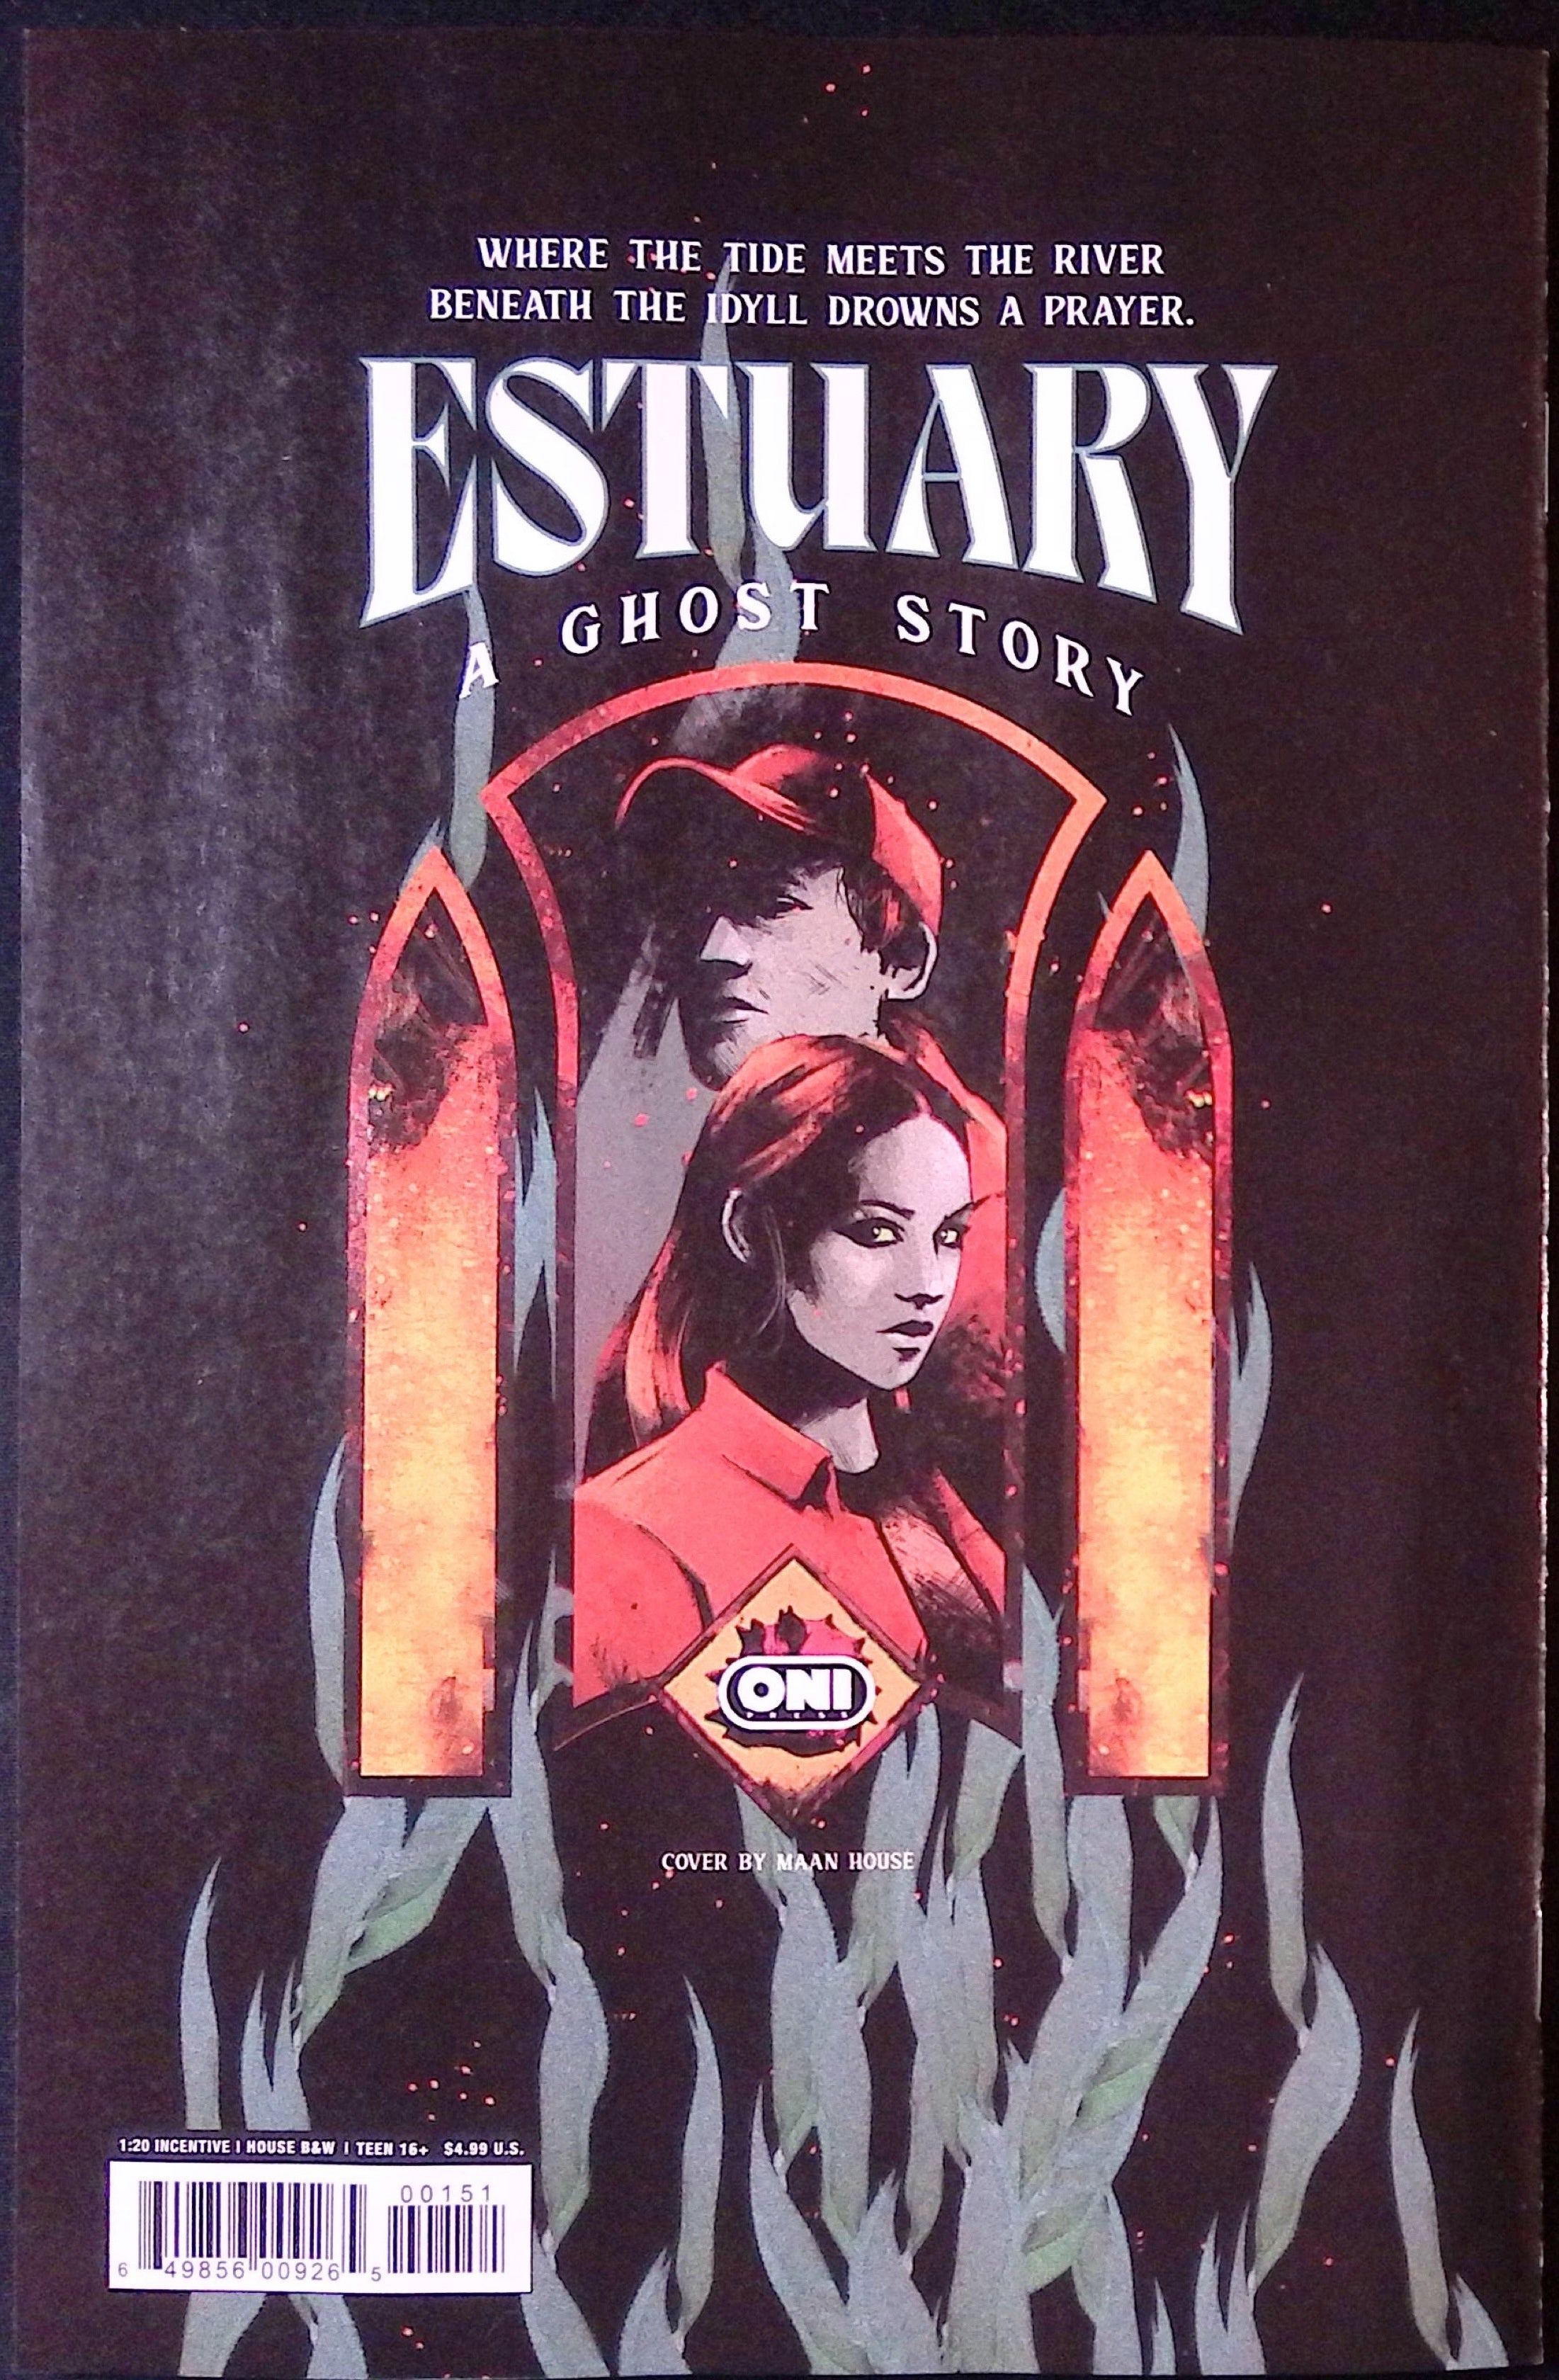 WHERE THE TIDE MEETS THE RIVER
BENEATH THE IDYLL DROWNS A PRAYER.
ESTUARY
A GHOST STORY
ONI
PRESS
COVER BY MAAN HOUSE
1:20 INCENTIVE | HOUSE B&W | TEEN 16+ $4.99 U.S.
00151
6 49856 00926 5